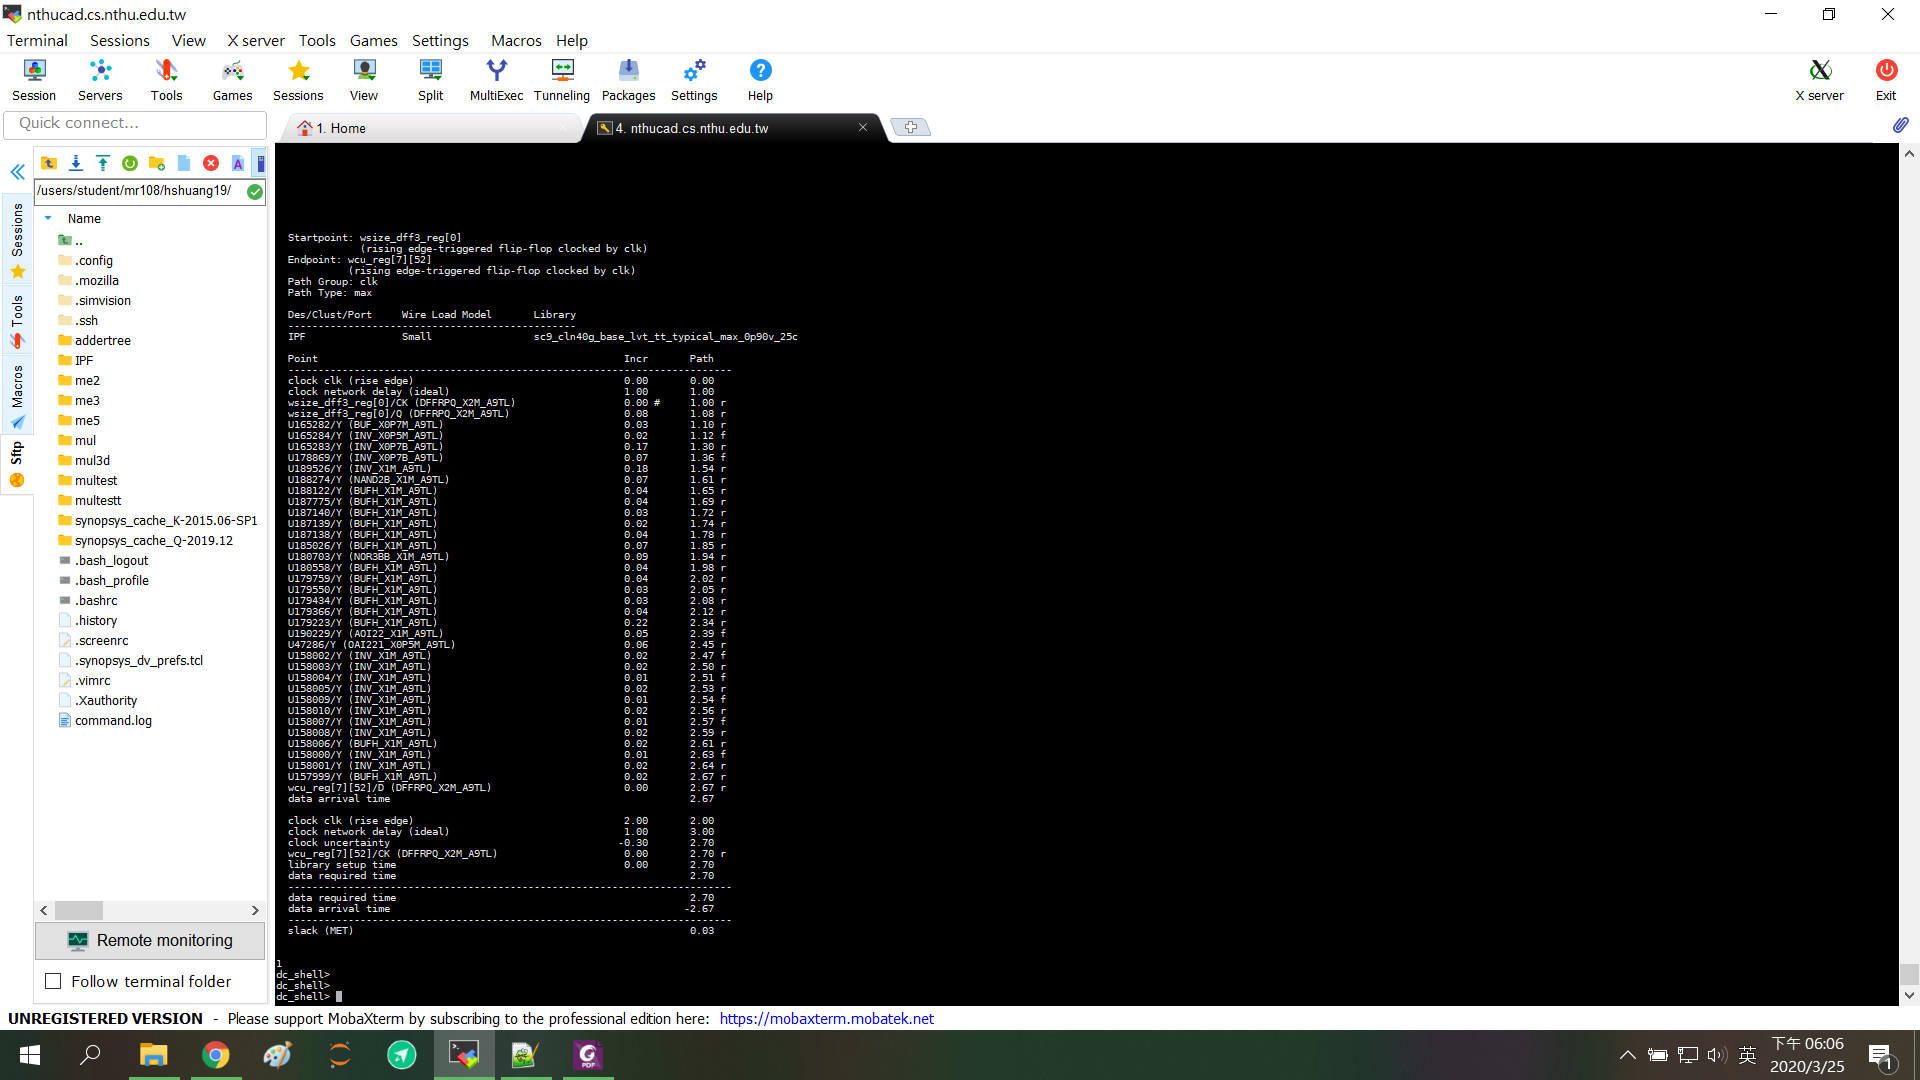 nthucad.cs.nthu.edu.tw
Terminal Sessions View X server Tools Games Settings Macros Help
Session Servers Tools Games Sessions View Split MultiExec Tunneling Packages Settings Help X server Exit
Quick connect...
1. Home
4. nthucad.cs.nthu.edu.tw
Sessions
Tools
Macros
Sftp
/users/student/mr108/hshuang19/
Name
..
.config
.mozilla
.simvision
.ssh
addertree
IPF
me2
me3
me5
mul
mul3d
multest
multestt
synopsys_cache_K-2015.06-SP1
synopsys_cache_Q-2019.12
.bash_logout
.bash_profile
.bashrc
.history
.screenrc
.synopsys_dv_prefs.tcl
.vimrc
.Xauthority
command.log
Remote monitoring
Follow terminal folder
Startpoint: wsize_dff3_reg[0]
(rising edge-triggered flip-flop clocked by clk)
Endpoint: wcu_reg[7][52]
(rising edge-triggered flip-flop clocked by clk)
Path Group: clk
Path Type: max
Des/Clust/Port Wire Load Model Library
------------------------------------------------
IPF Small sc9_cln40g_base_lvt_tt_typical_max_0p90v_25c
Point Incr Path
--------------------------------------------------------------------------
clock clk (rise edge) 0.00 0.00
clock network delay (ideal) 1.00 1.00
wsize_dff3_reg[0]/CK (DFFRPQ_X2M_A9TL) 0.00 # 1.00 r
wsize_dff3_reg[0]/Q (DFFRPQ_X2M_A9TL) 0.08 1.08 r
U165282/Y (BUF_X0P7M_A9TL) 0.03 1.10 r
U165284/Y (INV_X0P5M_A9TL) 0.02 1.12 f
U165283/Y (INV_X0P7B_A9TL) 0.17 1.30 r
U178869/Y (INV_X0P7B_A9TL) 0.07 1.36 f
U189526/Y (INV_X1M_A9TL) 0.18 1.54 r
U188274/Y (NAND2B_X1M_A9TL) 0.07 1.61 r
U188122/Y (BUFH_X1M_A9TL) 0.04 1.65 r
U187775/Y (BUFH_X1M_A9TL) 0.04 1.69 r
U187140/Y (BUFH_X1M_A9TL) 0.03 1.72 r
U187139/Y (BUFH_X1M_A9TL) 0.02 1.74 r
U187138/Y (BUFH_X1M_A9TL) 0.04 1.78 r
U185026/Y (BUFH_X1M_A9TL) 0.07 1.85 r
U180703/Y (NOR3BB_X1M_A9TL) 0.09 1.94 r
U180558/Y (BUFH_X1M_A9TL) 0.04 1.98 r
U179759/Y (BUFH_X1M_A9TL) 0.04 2.02 r
U179550/Y (BUFH_X1M_A9TL) 0.03 2.05 r
U179434/Y (BUFH_X1M_A9TL) 0.03 2.08 r
U179366/Y (BUFH_X1M_A9TL) 0.04 2.12 r
U179223/Y (BUFH_X1M_A9TL) 0.22 2.34 r
U190229/Y (AOI22_X1M_A9TL) 0.05 2.39 f
U47286/Y (OAI221_X0P5M_A9TL) 0.06 2.45 r
U158002/Y (INV_X1M_A9TL) 0.02 2.47 f
U158003/Y (INV_X1M_A9TL) 0.02 2.50 r
U158004/Y (INV_X1M_A9TL) 0.01 2.51 f
U158005/Y (INV_X1M_A9TL) 0.02 2.53 r
U158009/Y (INV_X1M_A9TL) 0.01 2.54 f
U158010/Y (INV_X1M_A9TL) 0.02 2.56 r
U158007/Y (INV_X1M_A9TL) 0.01 2.57 f
U158008/Y (INV_X1M_A9TL) 0.02 2.59 r
U158006/Y (BUFH_X1M_A9TL) 0.02 2.61 r
U158000/Y (INV_X1M_A9TL) 0.01 2.63 f
U158001/Y (INV_X1M_A9TL) 0.02 2.64 r
U157999/Y (BUFH_X1M_A9TL) 0.02 2.67 r
wcu_reg[7][52]/D (DFFRPQ_X2M_A9TL) 0.00 2.67 r
data arrival time 2.67
clock clk (rise edge) 2.00 2.00
clock network delay (ideal) 1.00 3.00
clock uncertainty -0.30 2.70
wcu_reg[7][52]/CK (DFFRPQ_X2M_A9TL) 0.00 2.70 r
library setup time 0.00 2.70
data required time 2.70
--------------------------------------------------------------------------
data required time 2.70
data arrival time -2.67
--------------------------------------------------------------------------
slack (MET) 0.03
1
dc_shell>
dc_shell>
dc_shell>
UNREGISTERED VERSION - Please support MobaXterm by subscribing to the professional edition here: https://mobaxterm.mobatek.net
PDF
英
下午 06:06
2020/3/25
1